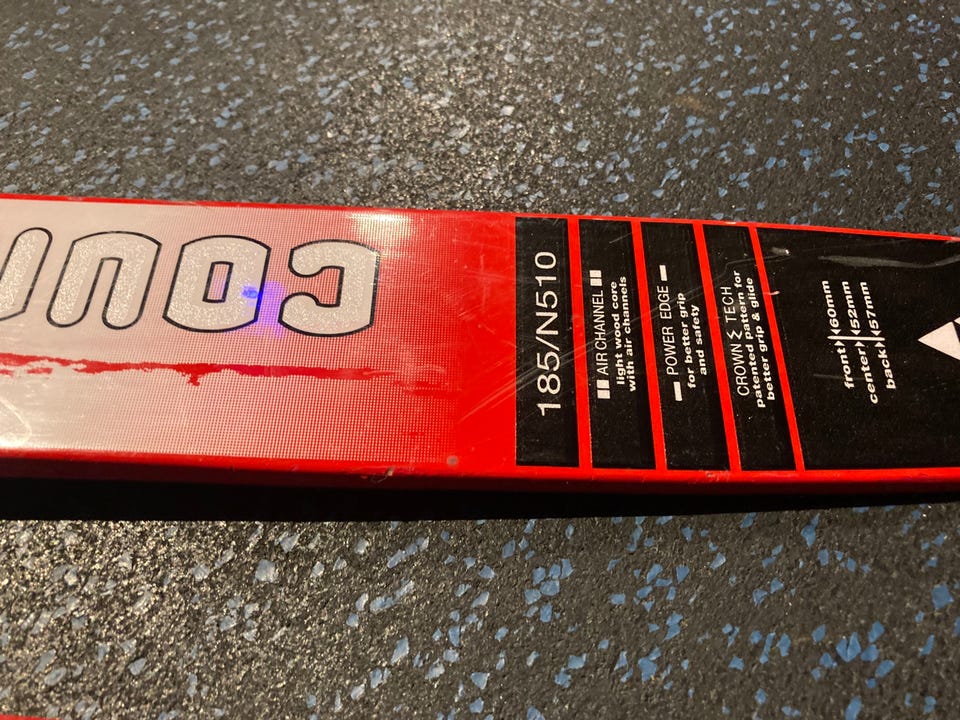 COU
185/N510
AIR CHANNEL
light wood core
with air channels
POWER EDGE
for better grip
and safety
CROWN Σ TECH
patented pattern for
better grip & glide
front 60mm
center 52mm
back 57mm